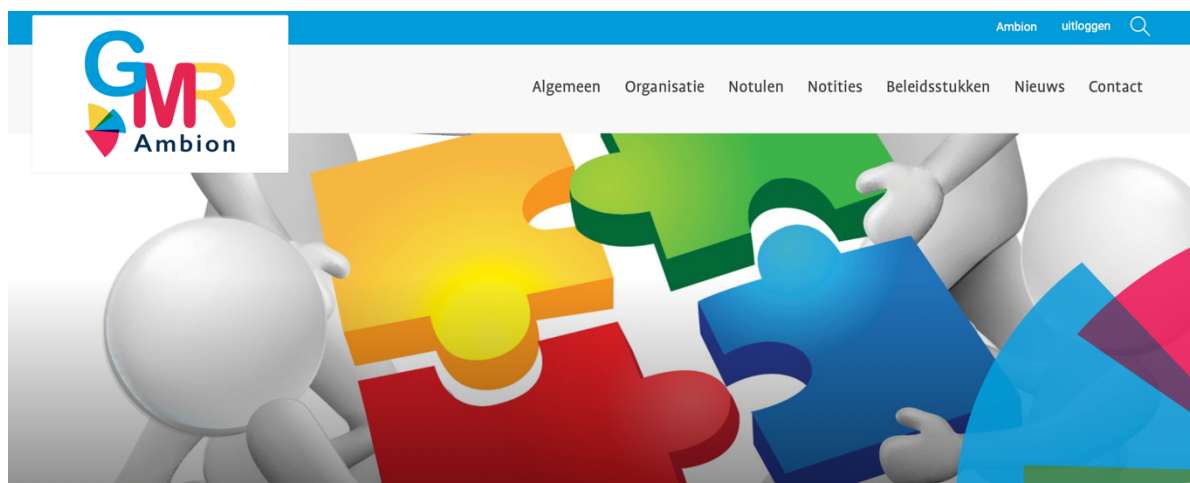 Ambion uitloggen
GMR
Ambion
Algemeen Organisatie Notulen Notities Beleidsstukken Nieuws Contact